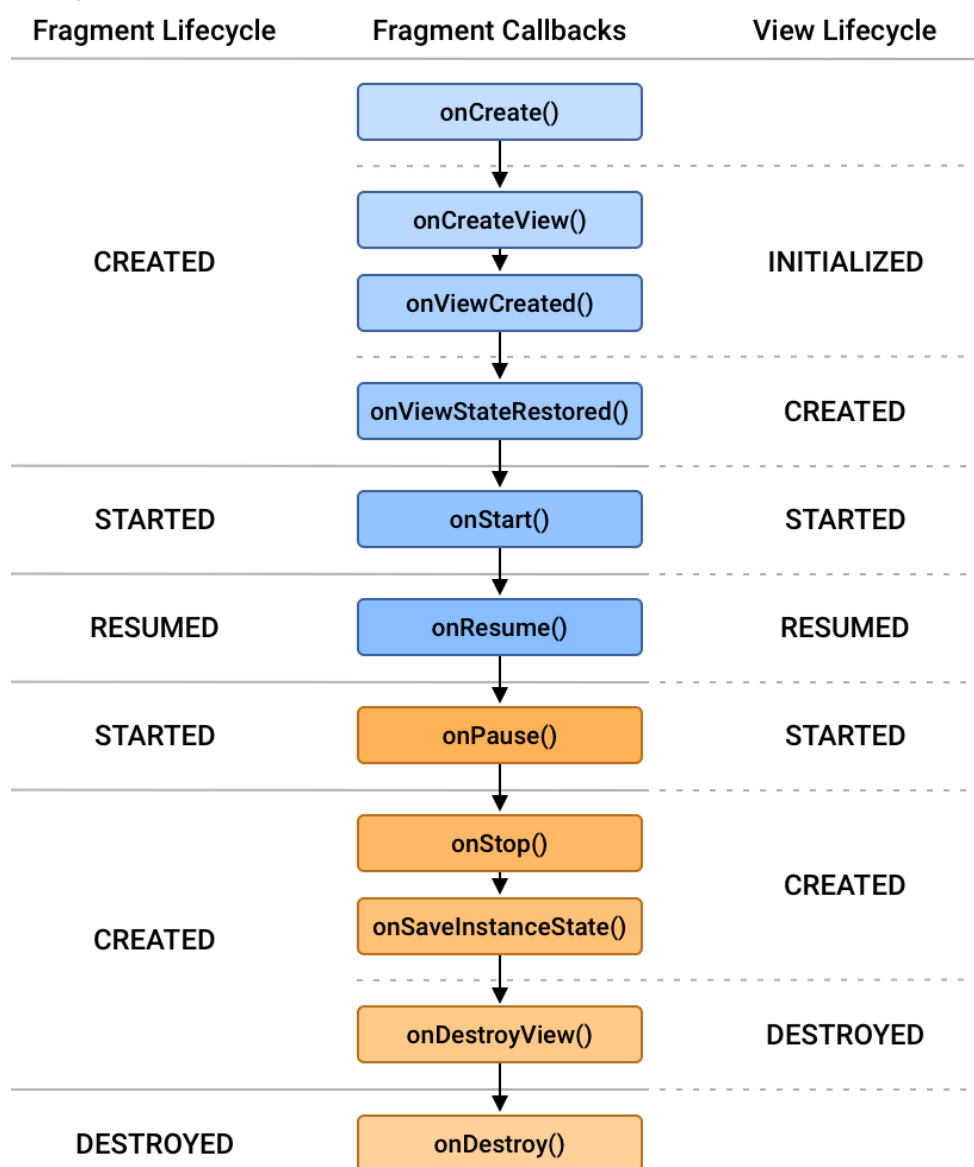 Fragment Lifecycle Fragment Callbacks View Lifecycle
onCreate()
onCreateView()
CREATED INITIALIZED
onViewCreated()
onViewStateRestored() CREATED
STARTED onStart() STARTED
RESUMED onResume() RESUMED
STARTED onPause() STARTED
onStop()
CREATED
onSaveInstanceState()
CREATED
onDestroyView() DESTROYED
DESTROYED onDestroy()